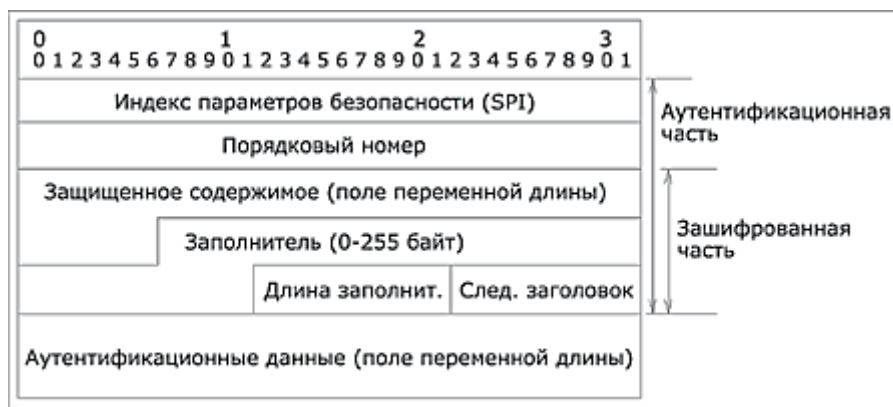 0 1 2 3
0 1 2 3 4 5 6 7 8 9 0 1 2 3 4 5 6 7 8 9 0 1 2 3 4 5 6 7 8 9 0 1
Индекс параметров безопасности (SPI)
Аутентификационная
часть
Порядковый номер
Защищенное содержимое (поле переменной длины)
Заполнитель (0-255 байт)
Зашифрованная
часть
Длина заполнит. След. заголовок
Аутентификационные данные (поле переменной длины)